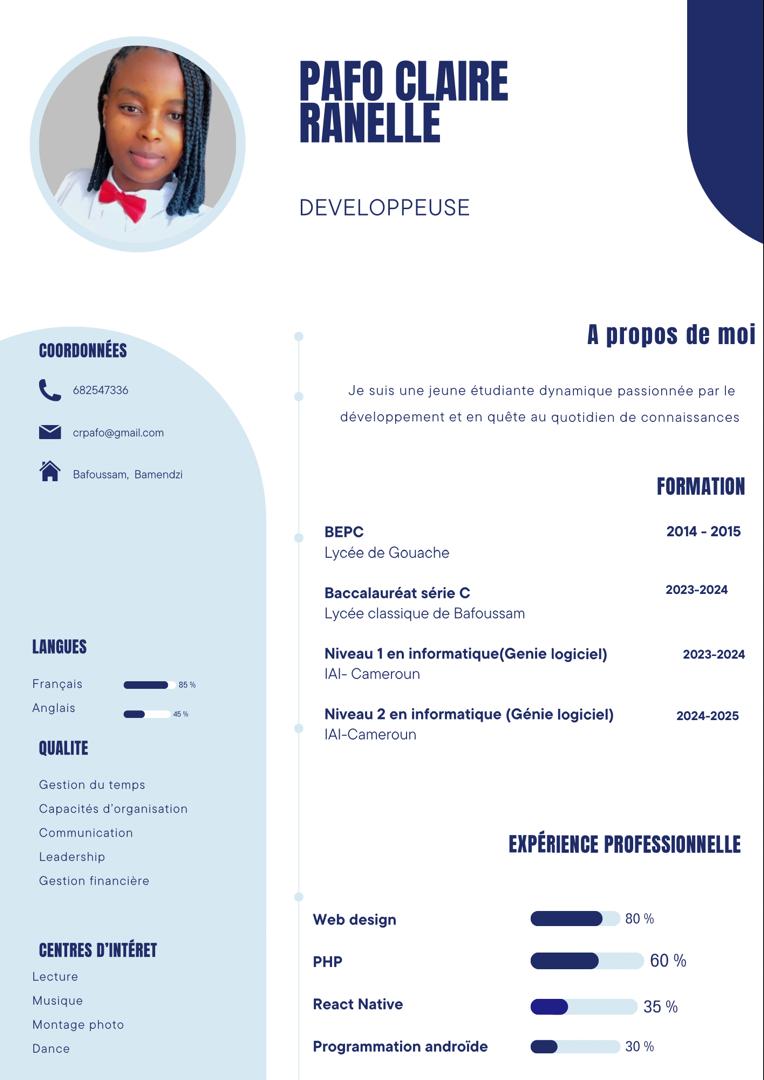 PAFO CLAIRE
RANELLE
DEVELOPPEUSE
COORDONNÉES
682547336
crpafo@gmail.com
Bafoussam, Bamendzi
LANGUES
Français 85 %
Anglais 45 %
QUALITE
Gestion du temps
Capacités d'organisation
Communication
Leadership
Gestion financière
CENTRES D'INTÉRET
Lecture
Musique
Montage photo
Dance
A propos de moi
Je suis une jeune étudiante dynamique passionnée par le
développement et en quête au quotidien de connaissances
FORMATION
BEPC 2014 - 2015
Lycée de Gouache
Baccalauréat série C 2023-2024
Lycée classique de Bafoussam
Niveau 1 en informatique(Genie logiciel) 2023-2024
IAI- Cameroun
Niveau 2 en informatique (Génie logiciel) 2024-2025
IAI-Cameroun
EXPÉRIENCE PROFESSIONNELLE
Web design 80 %
PHP 60 %
React Native 35 %
Programmation androïde 30 %